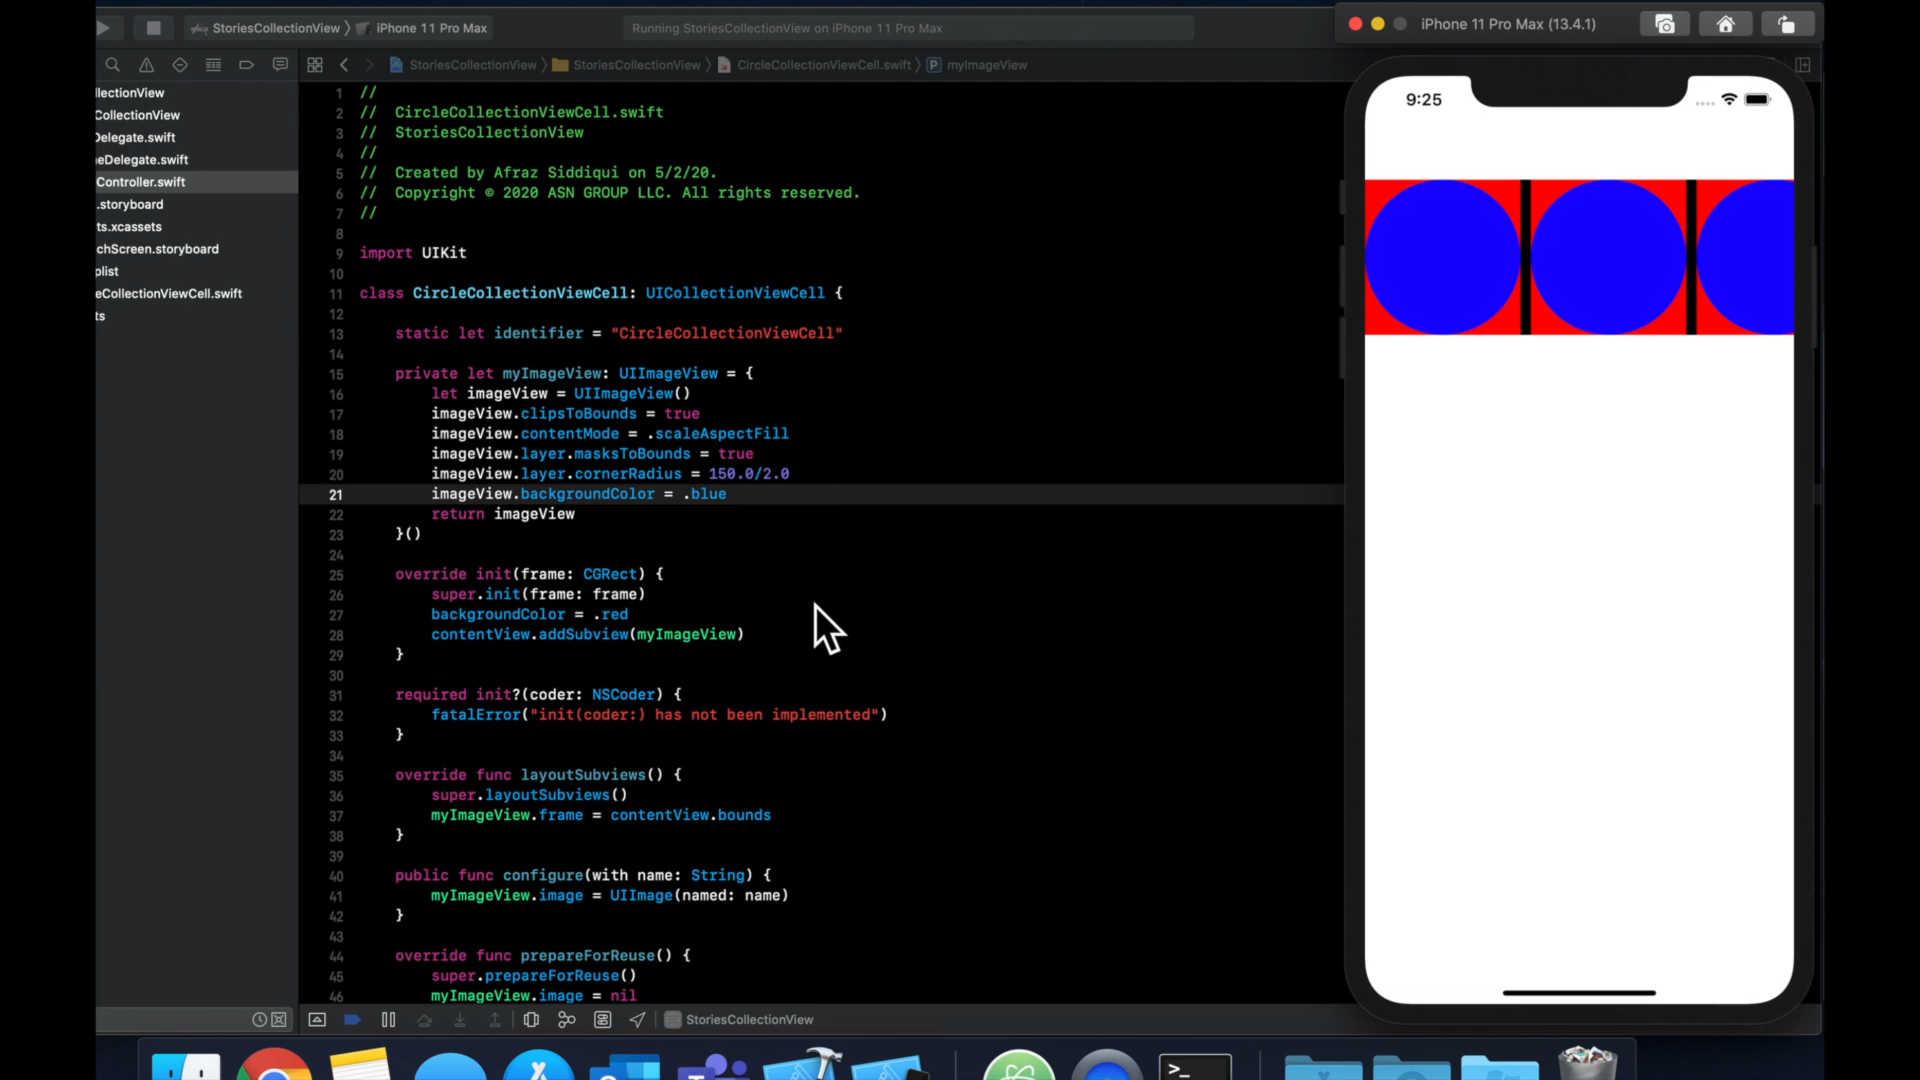 StoriesCollectionView iPhone 11 Pro Max
Running StoriesCollectionView on iPhone 11 Pro Max
iPhone 11 Pro Max (13.4.1)
StoriesCollectionView StoriesCollectionView CircleCollectionViewCell.swift P myImageView
9:25
lectionView
CollectionView
Delegate.swift
eDelegate.swift
Controller.swift
.storyboard
ts.xcassets
chScreen.storyboard
plist
eCollectionViewCell.swift
ts
1 //
2 // CircleCollectionViewCell.swift
3 // StoriesCollectionView
4 //
5 // Created by Afraz Siddiqui on 5/2/20.
6 // Copyright © 2020 ASN GROUP LLC. All rights reserved.
7 //
8
9 import UIKit
10
11 class CircleCollectionViewCell: UICollectionViewCell {
12
13 static let identifier = "CircleCollectionViewCell"
14
15 private let myImageView: UIImageView = {
16 let imageView = UIImageView()
17 imageView.clipsToBounds = true
18 imageView.contentMode = .scaleAspectFill
19 imageView.layer.masksToBounds = true
20 imageView.layer.cornerRadius = 150.0/2.0
21 imageView.backgroundColor = .blue
22 return imageView
23 }()
24
25 override init(frame: CGRect) {
26 super.init(frame: frame)
27 backgroundColor = .red
28 contentView.addSubview(myImageView)
29 }
30
31 required init?(coder: NSCoder) {
32 fatalError("init(coder:) has not been implemented")
33 }
34
35 override func layoutSubviews() {
36 super.layoutSubviews()
37 myImageView.frame = contentView.bounds
38 }
39
40 public func configure(with name: String) {
41 myImageView.image = UIImage(named: name)
42 }
43
44 override func prepareForReuse() {
45 super.prepareForReuse()
46 myImageView.image = nil
StoriesCollectionView
>_